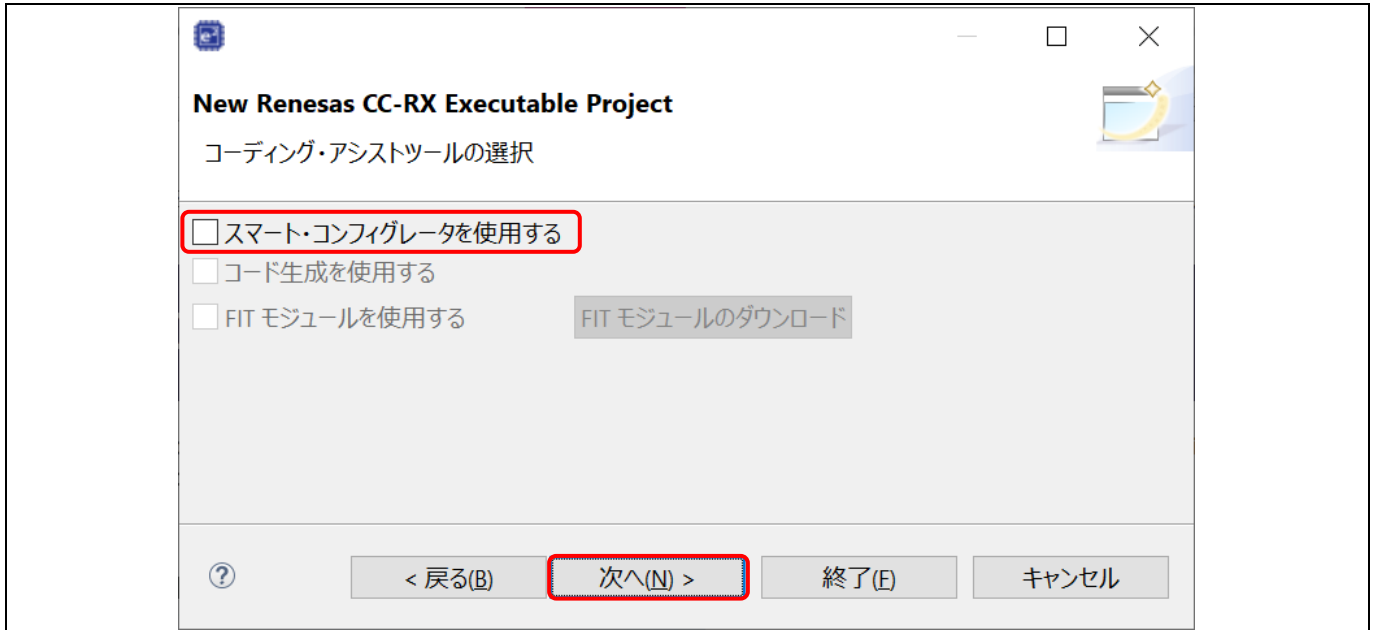 New Renesas CC-RX Executable Project
コーディング・アシストツールの選択
スマート・コンフィグレータを使用する
コード生成を使用する
FIT モジュールを使用する FIT モジュールのダウンロード
< 戻る(B) 次へ(N) > 終了(F) キャンセル